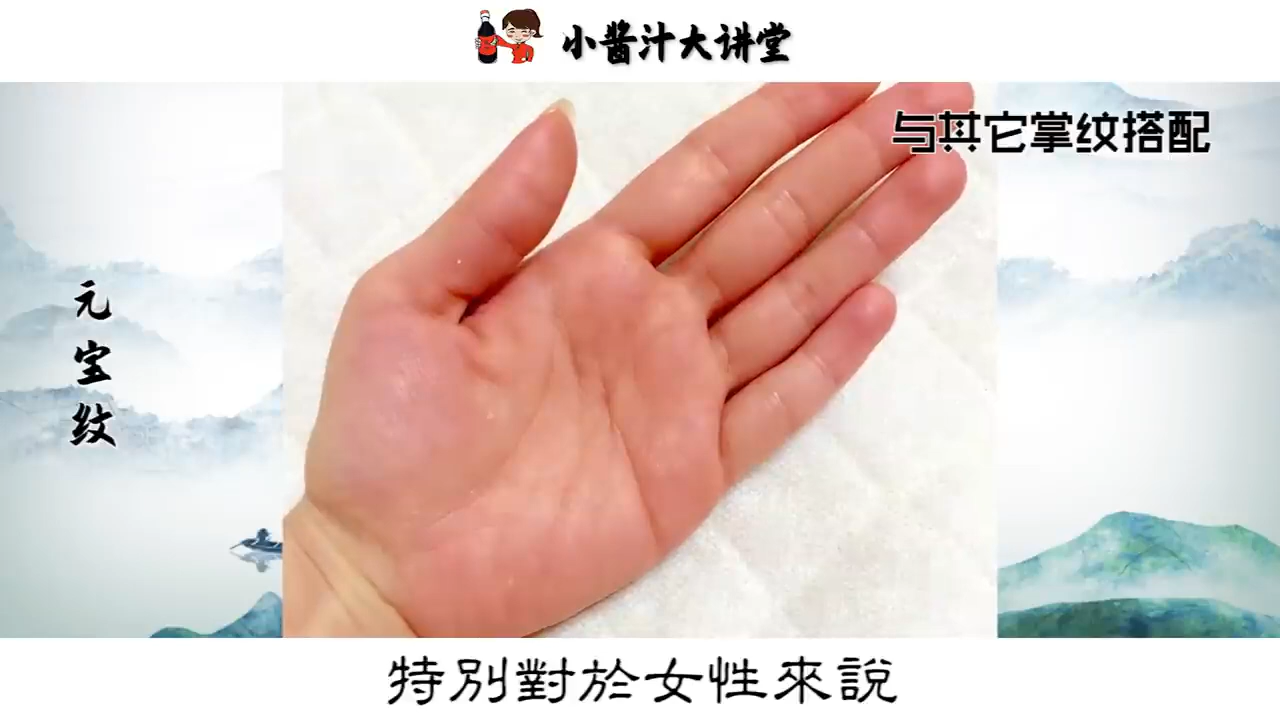 小酱汁大讲堂
与其它掌纹搭配
元宝纹
特別對於女性來說